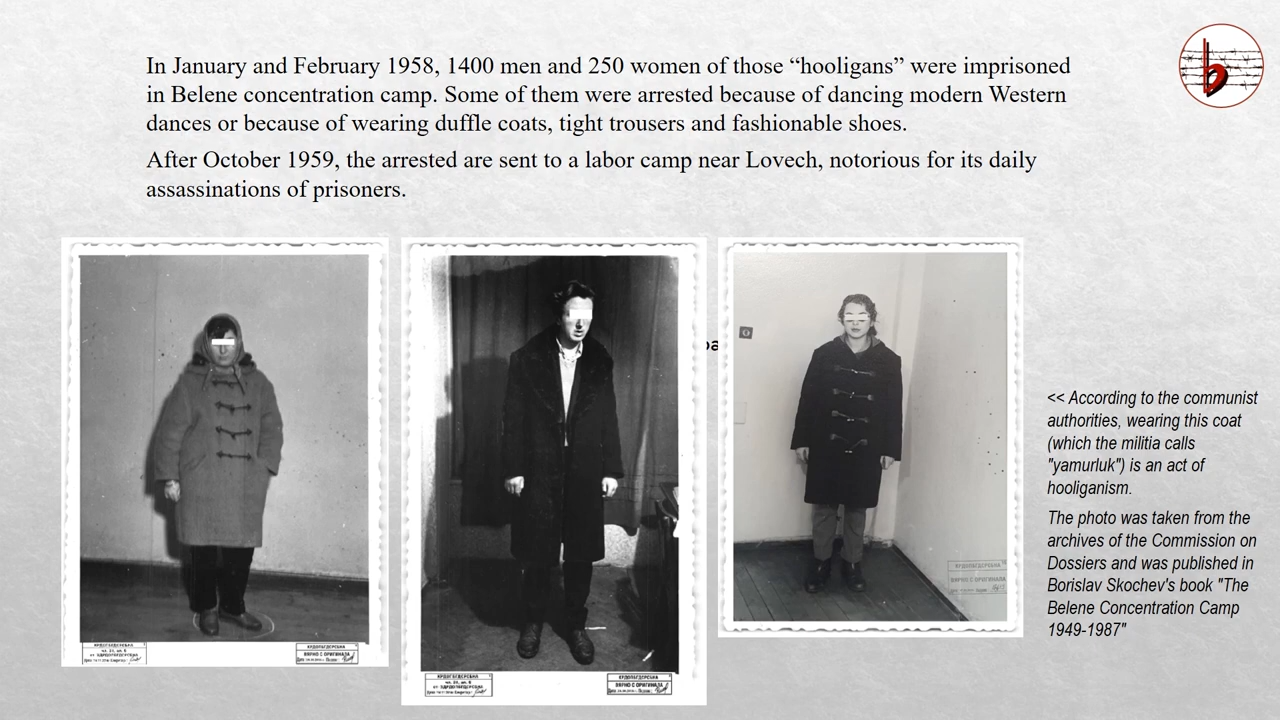 In January and February 1958, 1400 men and 250 women of those “hooligans” were imprisoned
in Belene concentration camp. Some of them were arrested because of dancing modern Western
dances or because of wearing duffle coats, tight trousers and fashionable shoes.
After October 1959, the arrested are sent to a labor camp near Lovech, notorious for its daily
assassinations of prisoners.
<< According to the communist
authorities, wearing this coat
(which the militia calls
"yamurluk") is an act of
hooliganism.
The photo was taken from the
archives of the Commission on
Dossiers and was published in
Borislav Skochev's book "The
Belene Concentration Camp
1949-1987"
КРДОПБГДСРСБНА
ВЯРНО С ОРИГИНАЛА
КРДОПБГДСРСБНА
ВЯРНО С ОРИГИНАЛА
ВЯРНО С ОРИГИНАЛА